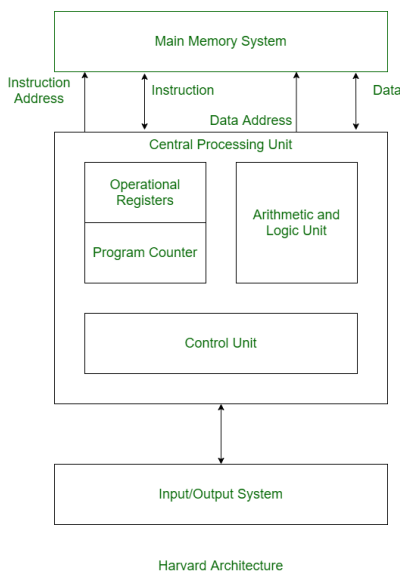 Main Memory System
Instruction
Address
Instruction
Data Address
Data
Central Processing Unit
Operational
Registers
Program Counter
Arithmetic and
Logic Unit
Control Unit
Input/Output System
Harvard Architecture